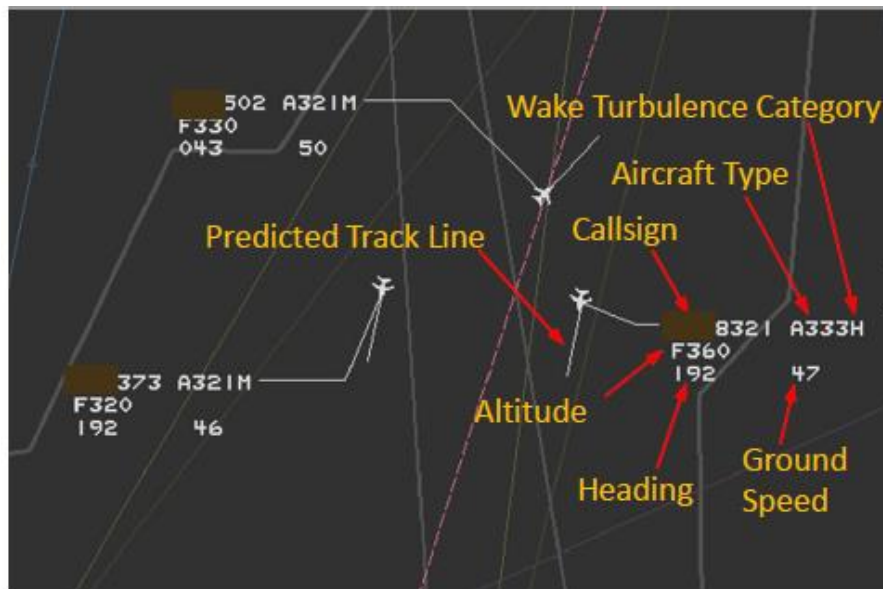 502 A321M
F330
043 50
Wake Turbulence Category
Aircraft Type
Predicted Track Line
Callsign
8321 A333H
F360
192 47
373 A321M
F320
192 46
Altitude
Heading
Ground
Speed